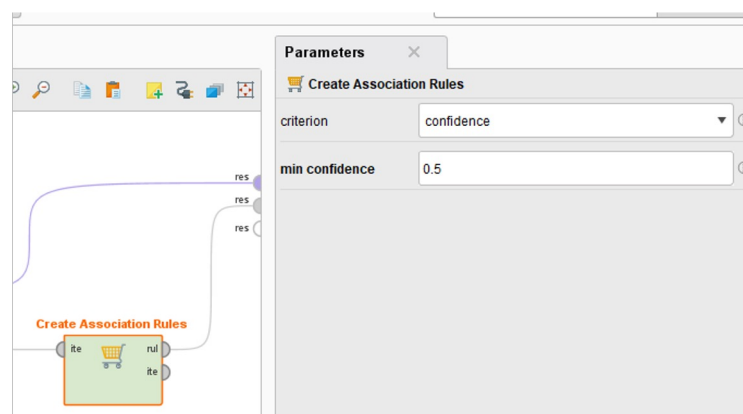 Parameters
Create Association Rules
criterion
confidence
min confidence
0.5
res
res
res
Create Association Rules
ite
rul
ite